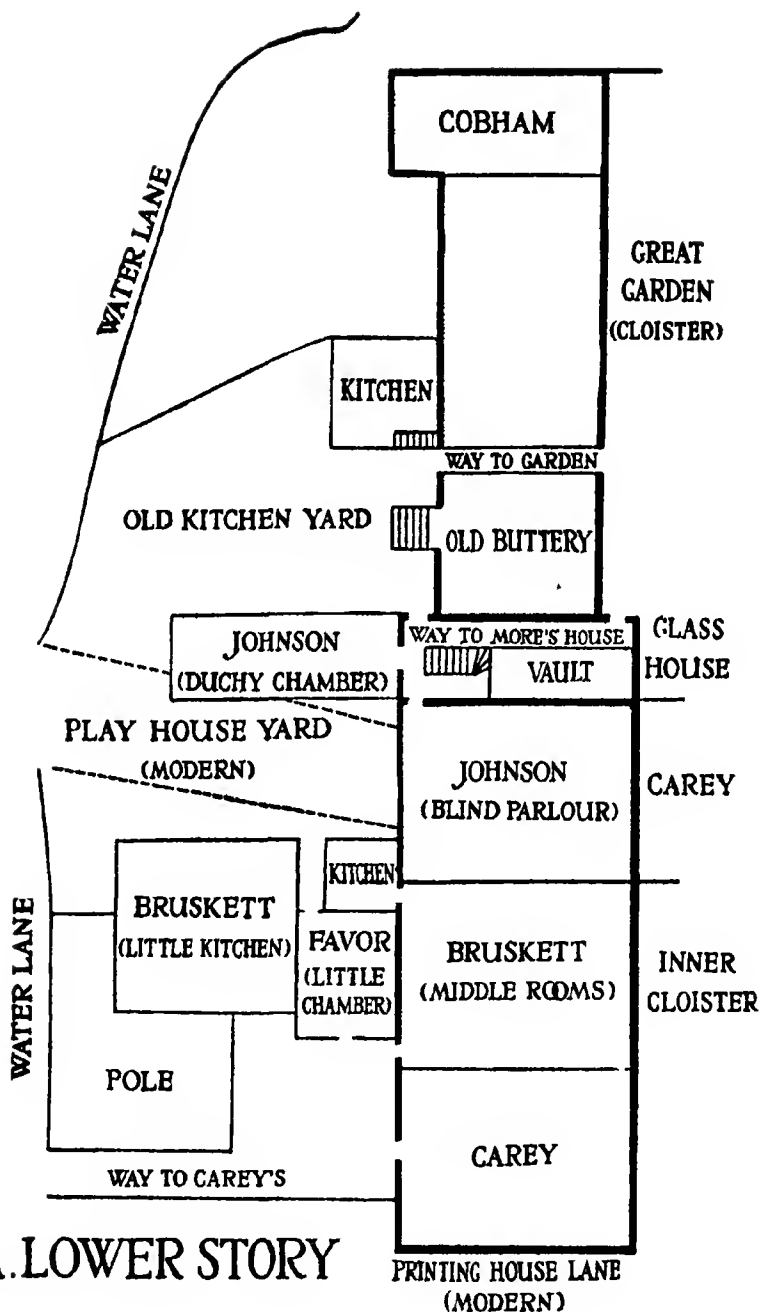 COBHAM
WATER LANE
GREAT
GARDEN
(CLOISTER)
KITCHEN
WAY TO GARDEN
OLD KITCHEN YARD
OLD BUTTERY
JOHNSON
(DUCHY CHAMBER)
WAY TO MORE'S HOUSE
VAULT
GLASS
HOUSE
PLAY HOUSE YARD
(MODERN)
JOHNSON
(BLIND PARLOUR)
CAREY
KITCHEN
BRUSKETT
(LITTLE KITCHEN)
FAVOR
(LITTLE
CHAMBER)
BRUSKETT
(MIDDLE ROOMS)
INNER
CLOISTER
WATER LANE
POLE
CAREY
WAY TO CAREY'S
A. LOWER STORY
PRINTING HOUSE LANE
(MODERN)